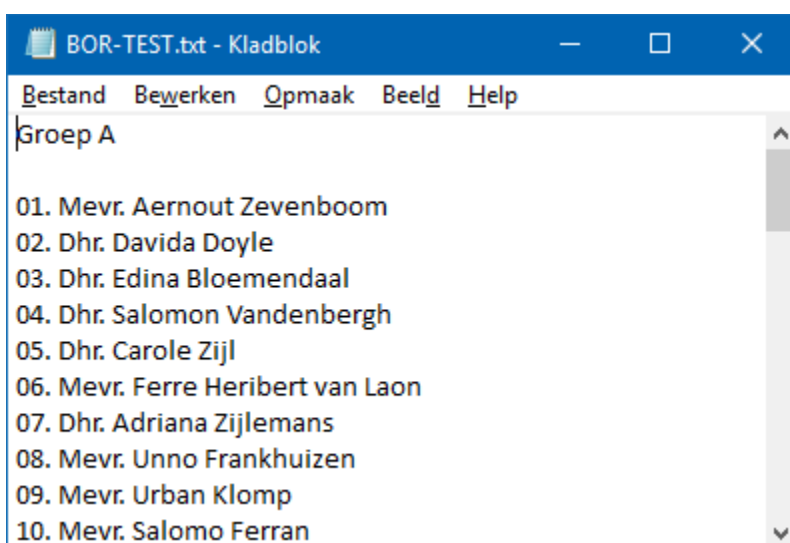 BOR-TEST.txt - Kladblok
Bestand Bewerken Opmaak Beeld Help
Groep A
01. Mevr. Aernout Zevenboom
02. Dhr. Davida Doyle
03. Dhr. Edina Bloemendaal
04. Dhr. Salomon Vandenbergh
05. Dhr. Carole Zijl
06. Mevr. Ferre Heribert van Laon
07. Dhr. Adriana Zijlemans
08. Mevr. Unno Frankhuizen
09. Mevr. Urban Klomp
10. Mevr. Salomo Ferran